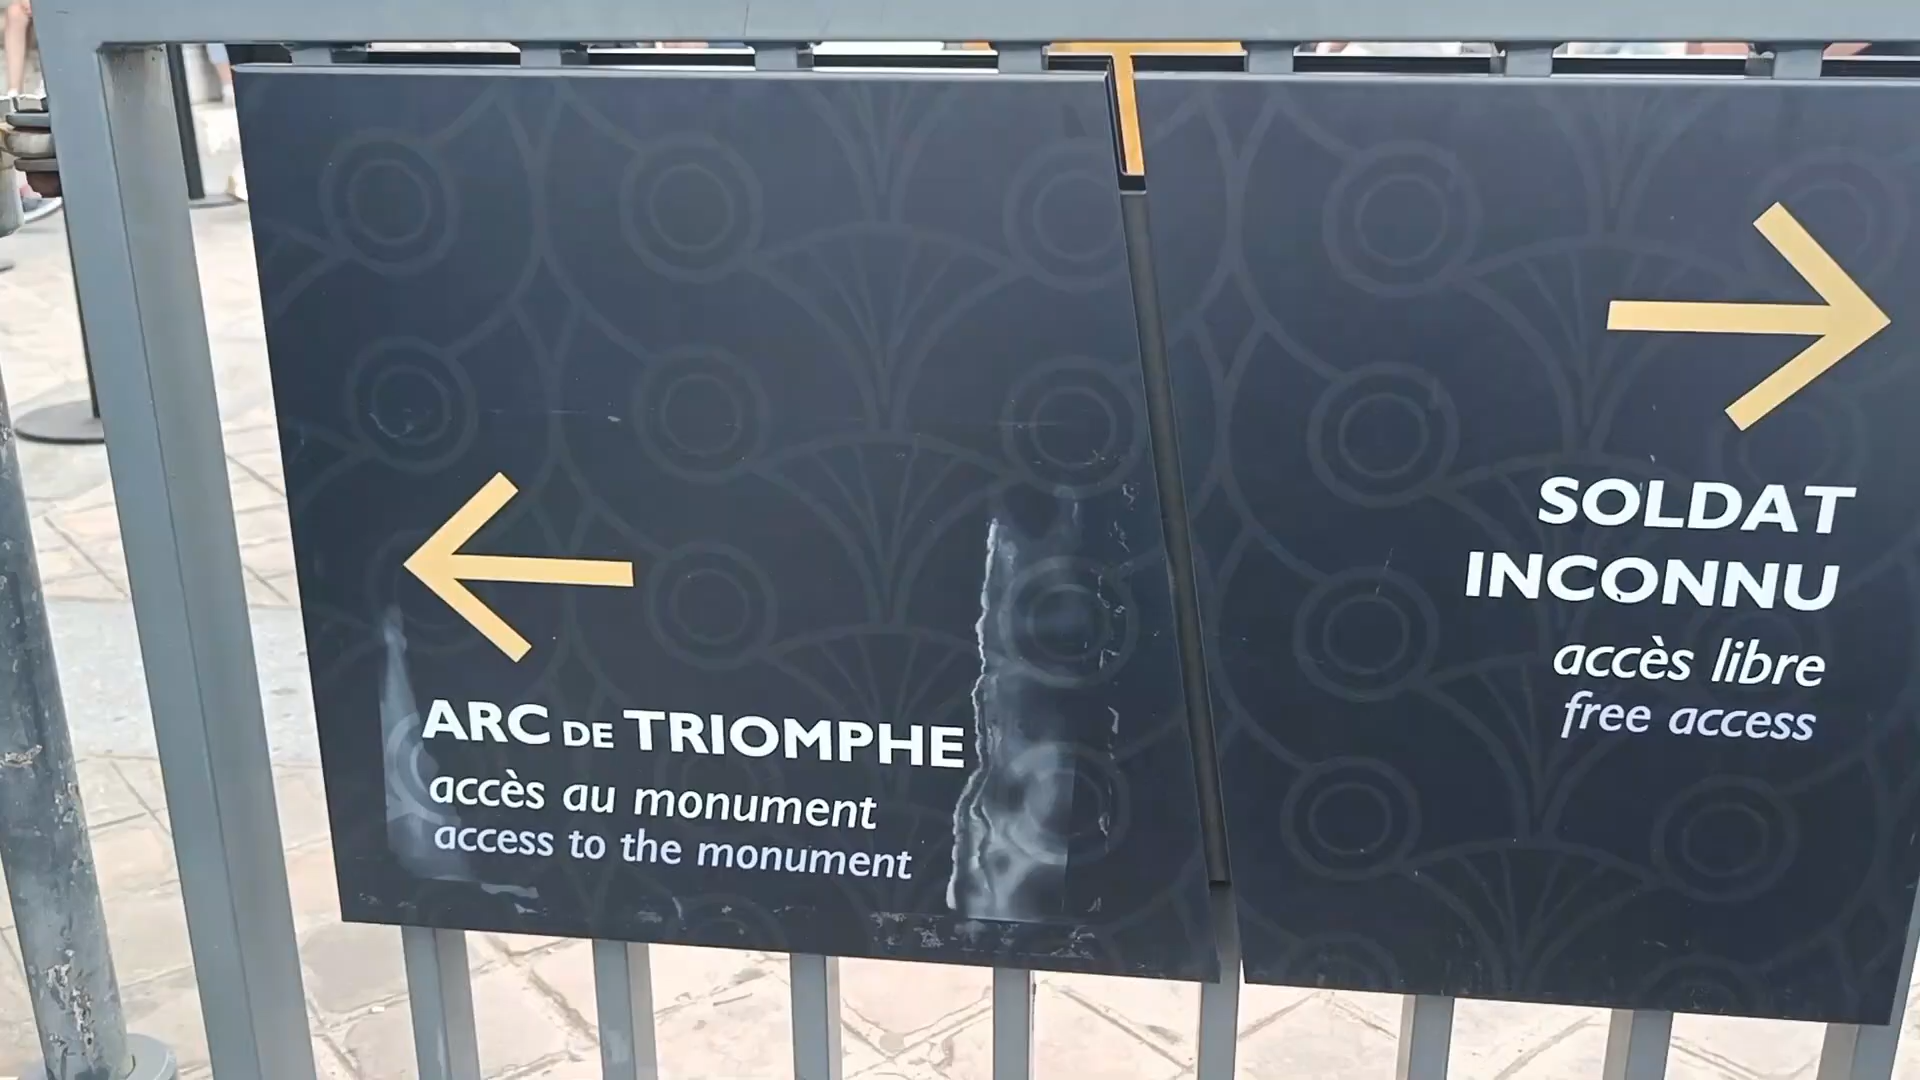 ARC DE TRIOMPHE
accès au monument
access to the monument
SOLDAT
INCONNU
accès libre
free access